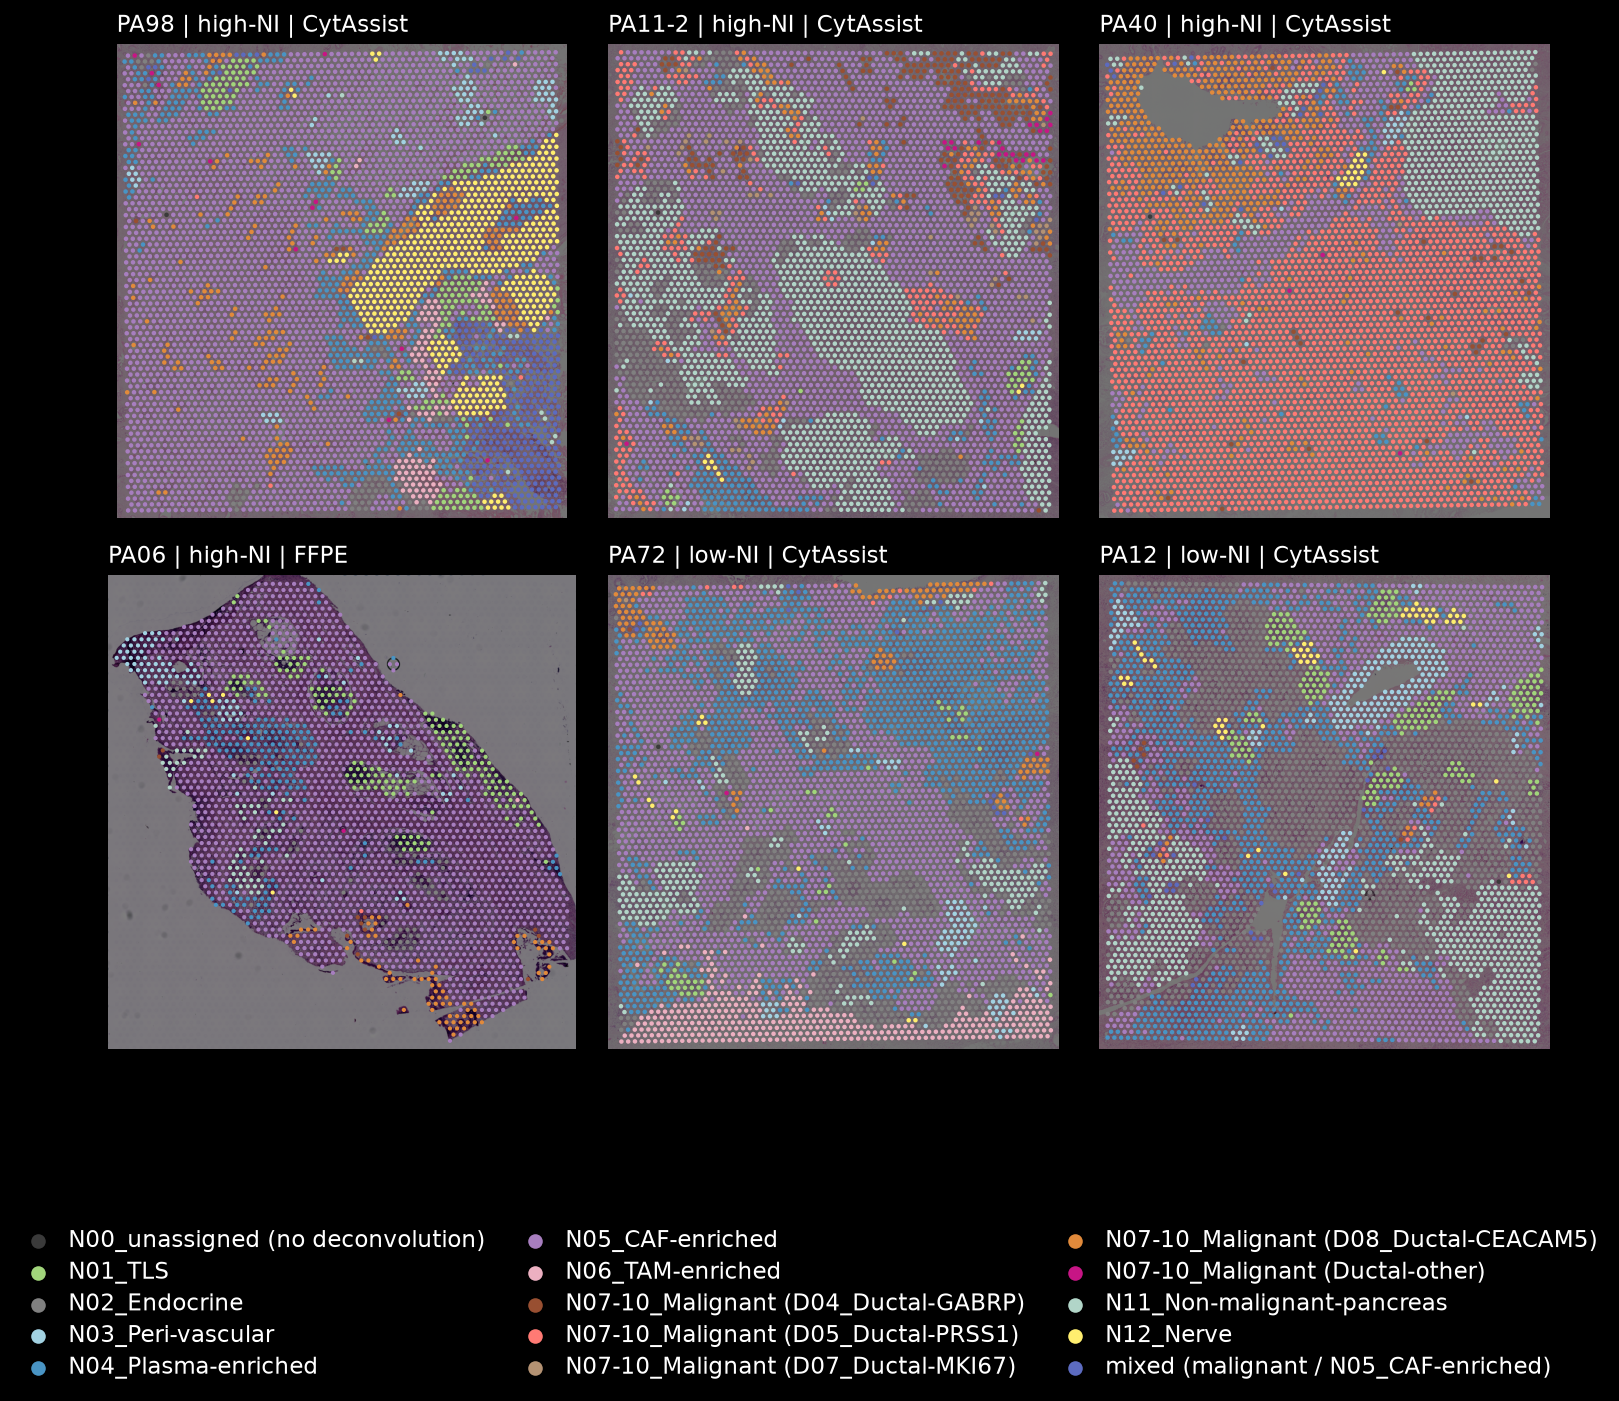 PA98 | high-NI | CytAssist
PA11-2 | high-NI | CytAssist
PA40 | high-NI | CytAssist
PA06 | high-NI | FFPE
PA72 | low-NI | CytAssist
PA12 | low-NI | CytAssist
N00_unassigned (no deconvolution)
N01_TLS
N02_Endocrine
N03_Peri-vascular
N04_Plasma-enriched
N05_CAF-enriched
N06_TAM-enriched
N07-10_Malignant (D04_Ductal-GABRP)
N07-10_Malignant (D05_Ductal-PRSS1)
N07-10_Malignant (D07_Ductal-MKI67)
N07-10_Malignant (D08_Ductal-CEACAM5)
N07-10_Malignant (Ductal-other)
N11_Non-malignant-pancreas
N12_Nerve
mixed (malignant / N05_CAF-enriched)